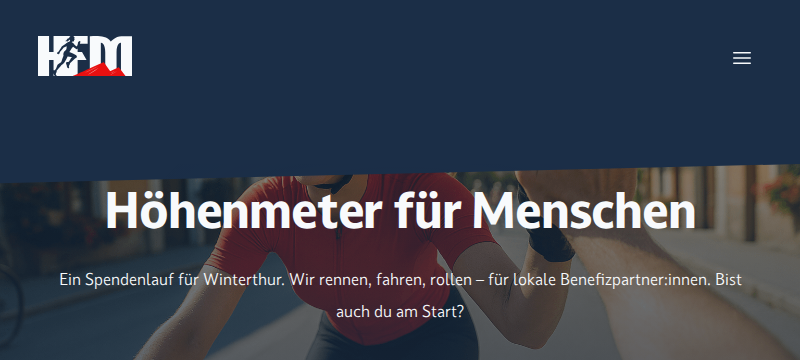 HFM
Höhenmeter für Menschen
Ein Spendenlauf für Winterthur. Wir rennen, fahren, rollen – für lokale Benefizpartner:innen. Bist
auch du am Start?